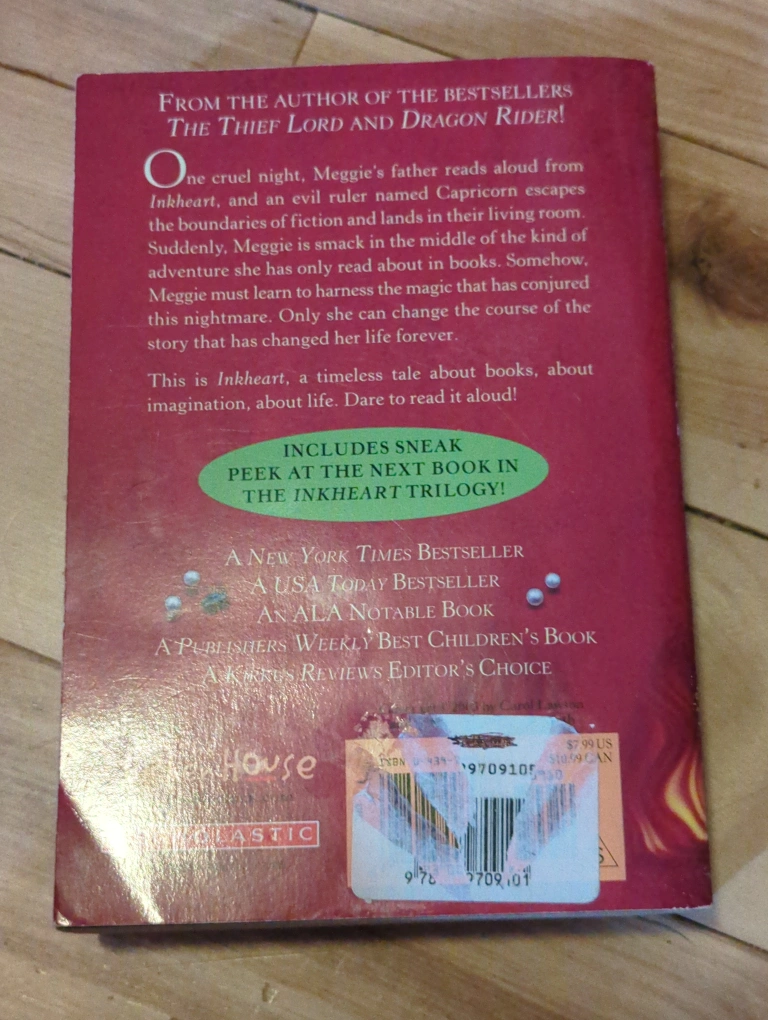 FROM THE AUTHOR OF THE BESTSELLERS
THE THIEF LORD AND DRAGON RIDER!
One cruel night, Meggie's father reads aloud from
Inkheart, and an evil ruler named Capricorn escapes
the boundaries of fiction and lands in their living room.
Suddenly, Meggie is smack in the middle of the kind of
adventure she has only read about in books. Somehow,
Meggie must learn to harness the magic that has conjured
this nightmare. Only she can change the course of the
story that has changed her life forever.
This is Inkheart, a timeless tale about books, about
imagination, about life. Dare to read it aloud!
INCLUDES SNEAK
PEEK AT THE NEXT BOOK IN
THE INKHEART TRILOGY!
A NEW YORK TIMES BESTSELLER
A USA TODAY BESTSELLER
AN ALA NOTABLE BOOK
A PUBLISHERS WEEKLY BEST CHILDREN'S BOOK
A KIRKUS REVIEWS EDITOR'S CHOICE
by Carol Lawson
HOUSE
$7.99 US
ISBN
$10.99 CAN
SCHOLASTIC